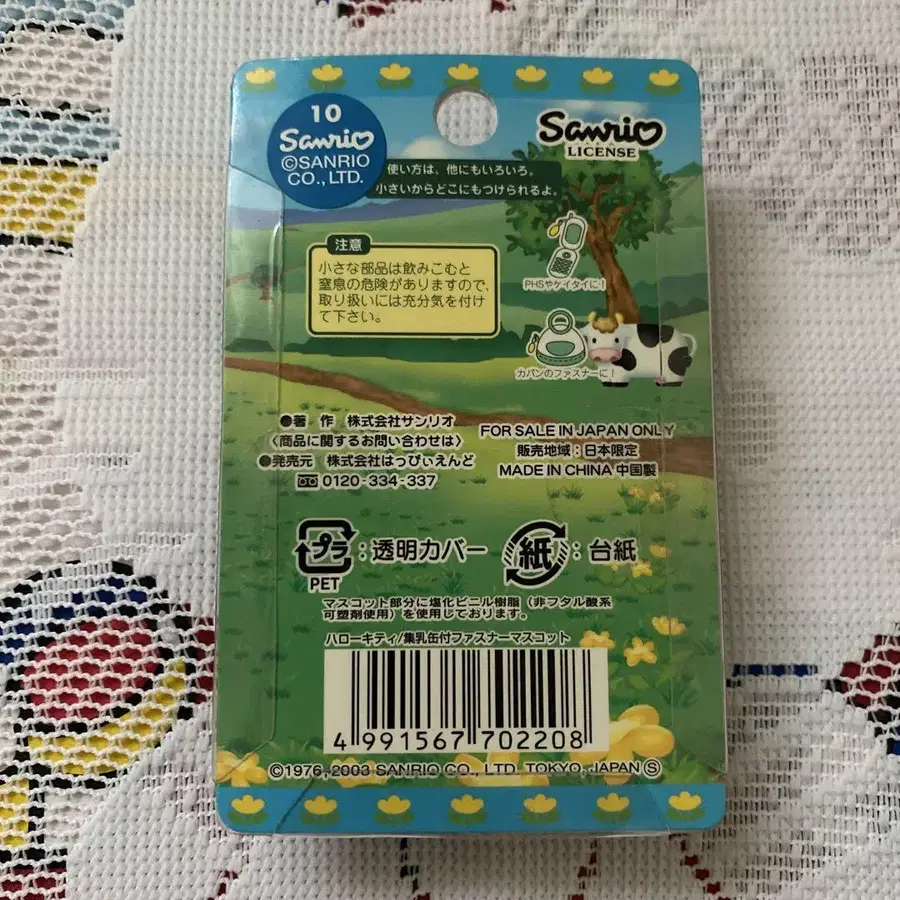 10
Sanrio
©SANRIO
CO., LTD.
Sanrio
LICENSE
使い方は、他にもいろいろ。
小さいからどこにもつけられるよ。
注意
小さな部品は飲みこむと
窒息の危険がありますので、
取り扱いには充分気を付け
て下さい。
PHSやケイタイに!
カバンのファスナーに!
●著 作 株式会社サンリオ
〈商品に関するお問い合わせは〉
●発売元 株式会社はっぴぃえんど
0120-334-337
FOR SALE IN JAPAN ONLY
販売地域:日本限定
MADE IN CHINA 中国製
プラ:透明カバー
PET
紙:台紙
マスコット部分に塩化ビニル樹脂(非フタル酸系
可塑剤使用)を使用しております。
ハローキティ/集乳缶付ファスナーマスコット
4 991567 702208
©1976, 2003 SANRIO CO., LTD. TOKYO, JAPAN Ⓢ